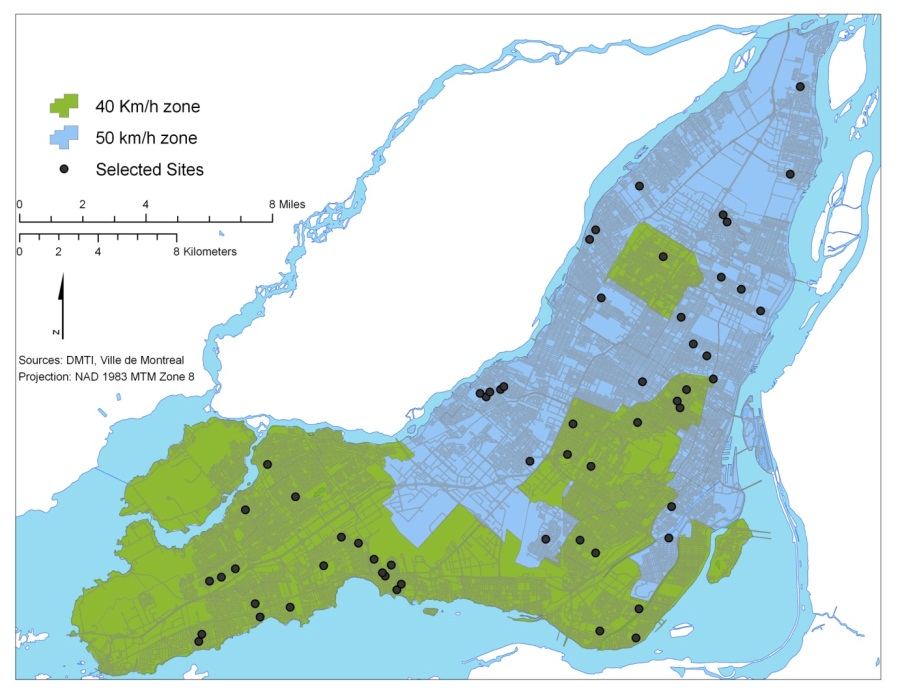 40 Km/h zone
50 km/h zone
Selected Sites
0 2 4 8 Miles
0 2 4 8 Kilometers
N
Sources: DMTI, Ville de Montreal
Projection: NAD 1983 MTM Zone 8